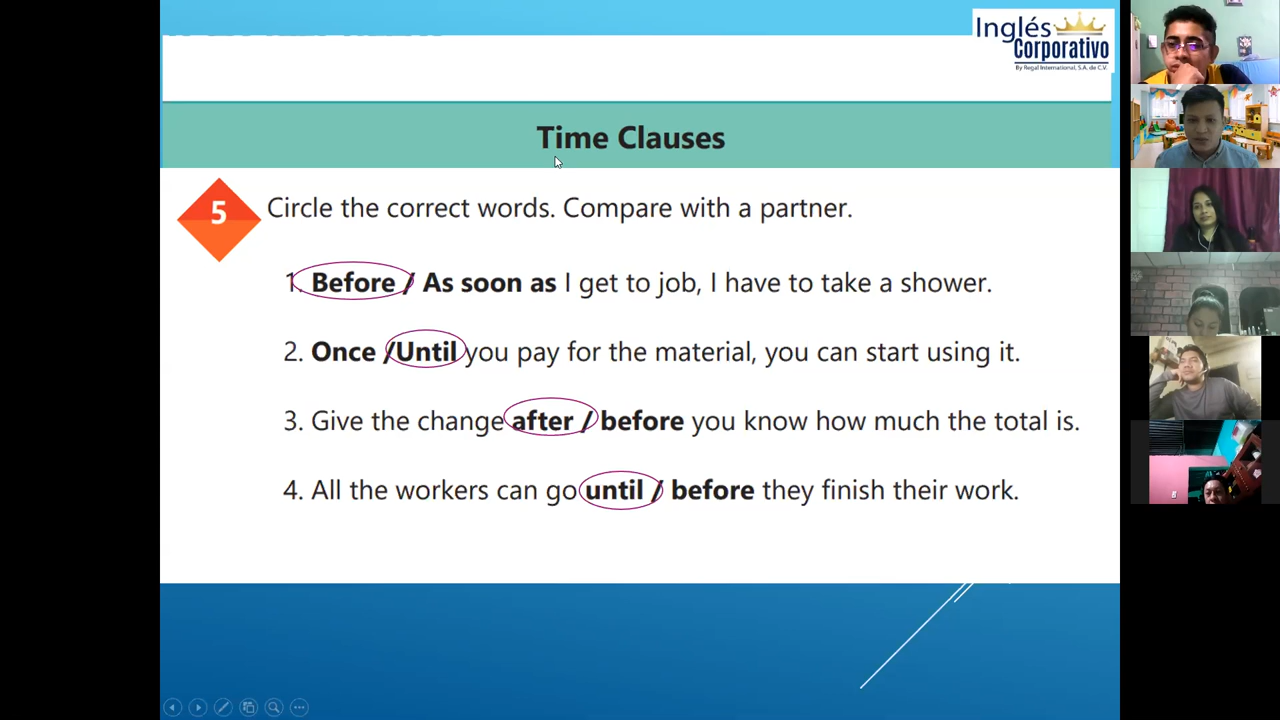 Inglés
Corporativo
By Regal International, S.A. de C.V.
Time Clauses
5
Circle the correct words. Compare with a partner.
1. Before / As soon as I get to job, I have to take a shower.
2. Once /Until you pay for the material, you can start using it.
3. Give the change after / before you know how much the total is.
4. All the workers can go until / before they finish their work.